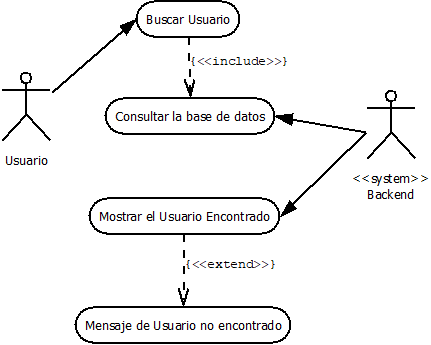 Buscar Usuario
{<<include>>}
Consultar la base de datos
Usuario
<<system>>
Backend
Mostrar el Usuario Encontrado
{<<extend>>}
Mensaje de Usuario no encontrado